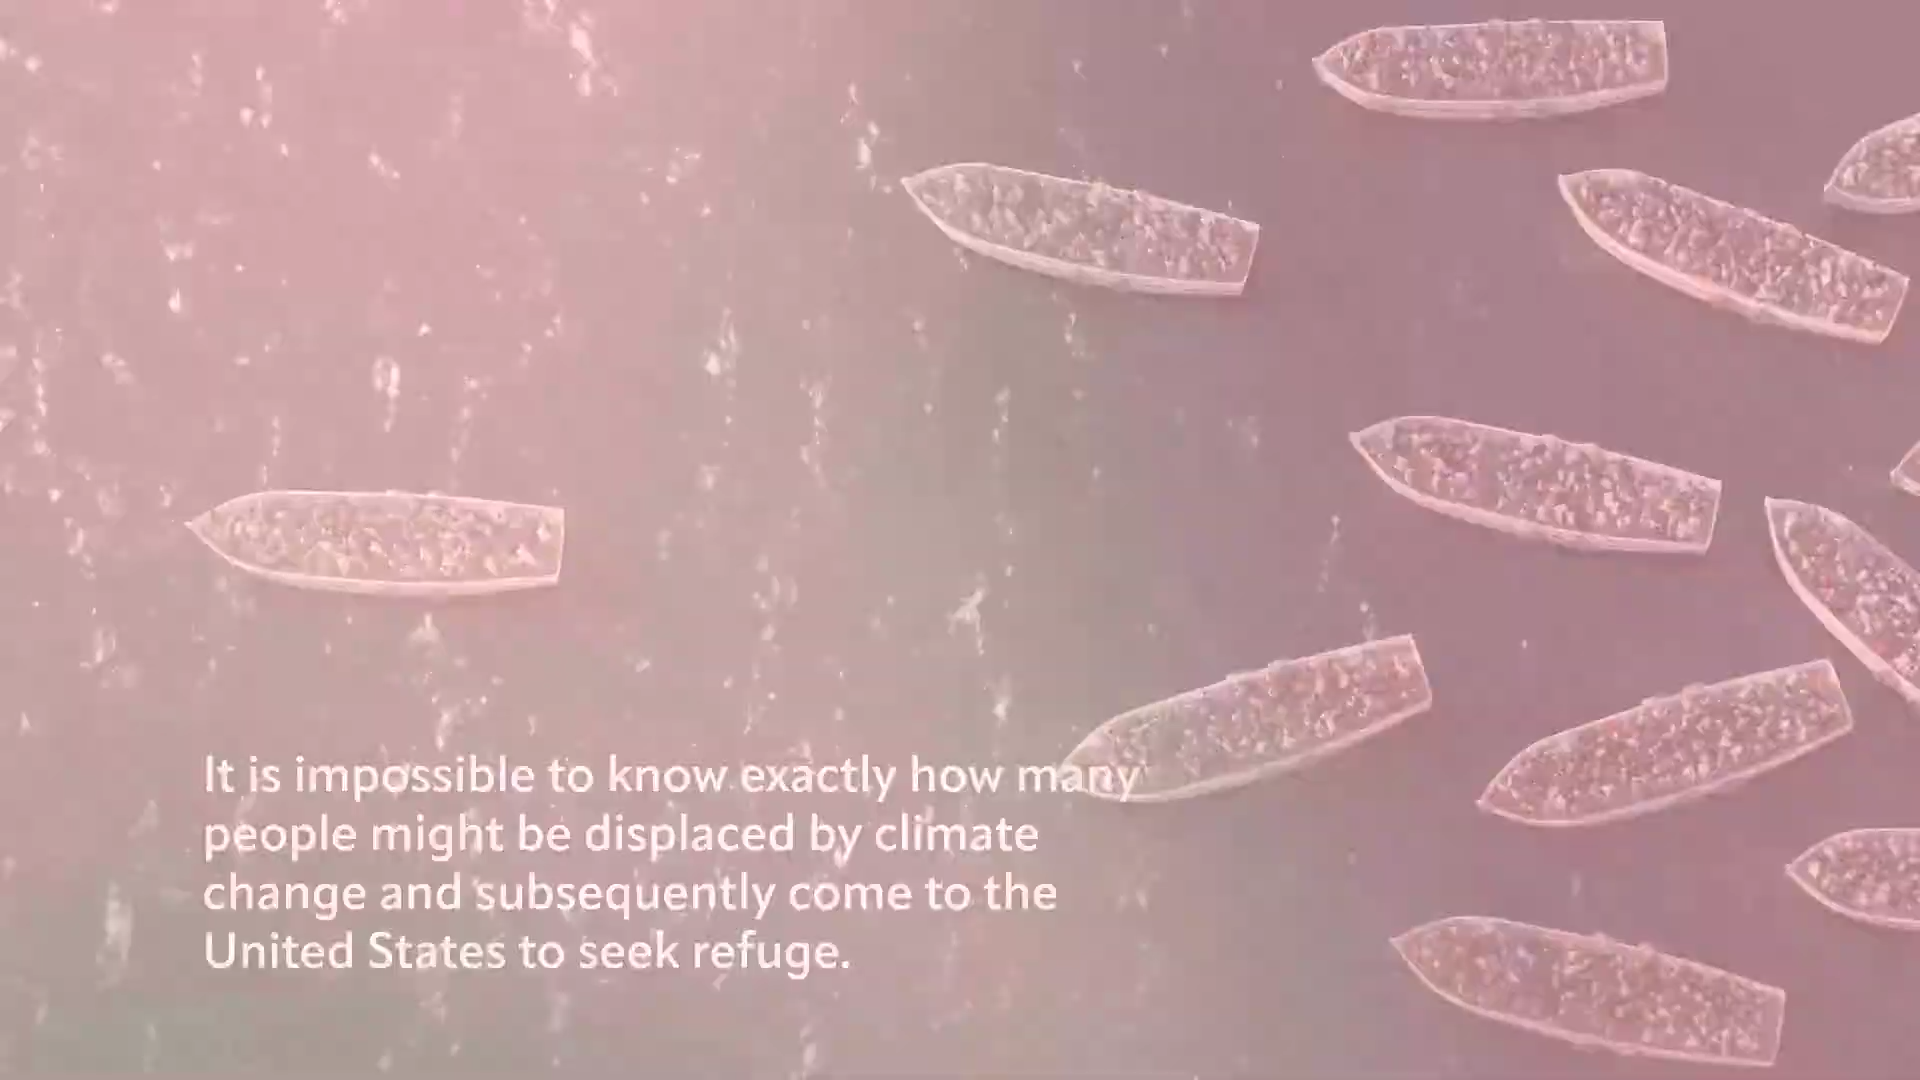 It is impossible to know exactly how many
people might be displaced by climate
change and subsequently come to the
United States to seek refuge.